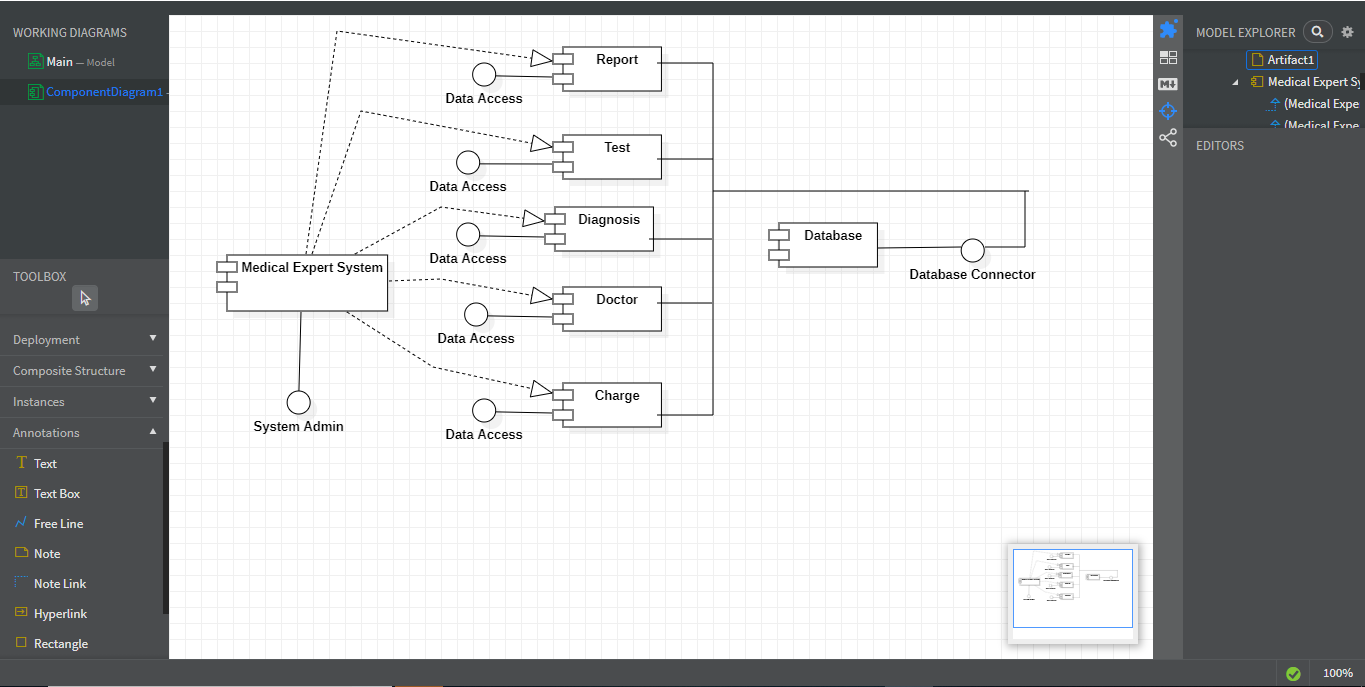 WORKING DIAGRAMS
Main — Model
ComponentDiagram1 -
TOOLBOX
Deployment
Composite Structure
Instances
Annotations
Text
Text Box
Free Line
Note
Note Link
Hyperlink
Rectangle
Report
Data Access
Test
Data Access
Diagnosis
Data Access
Medical Expert System
Doctor
Data Access
System Admin
Charge
Data Access
Database
Database Connector
MODEL EXPLORER
Artifact1
Medical Expert Sy
(Medical Expe
(Medical Expe
EDITORS
M
100%